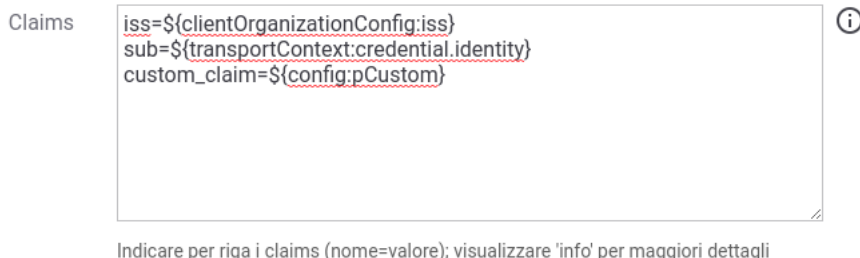 Claims
iss=${clientOrganizationConfig:iss}
sub=${transportContext:credential.identity}
custom_claim=${config:pCustom}
Indicare per riga i claims (nome=valore); visualizzare 'info' per maggiori dettagli